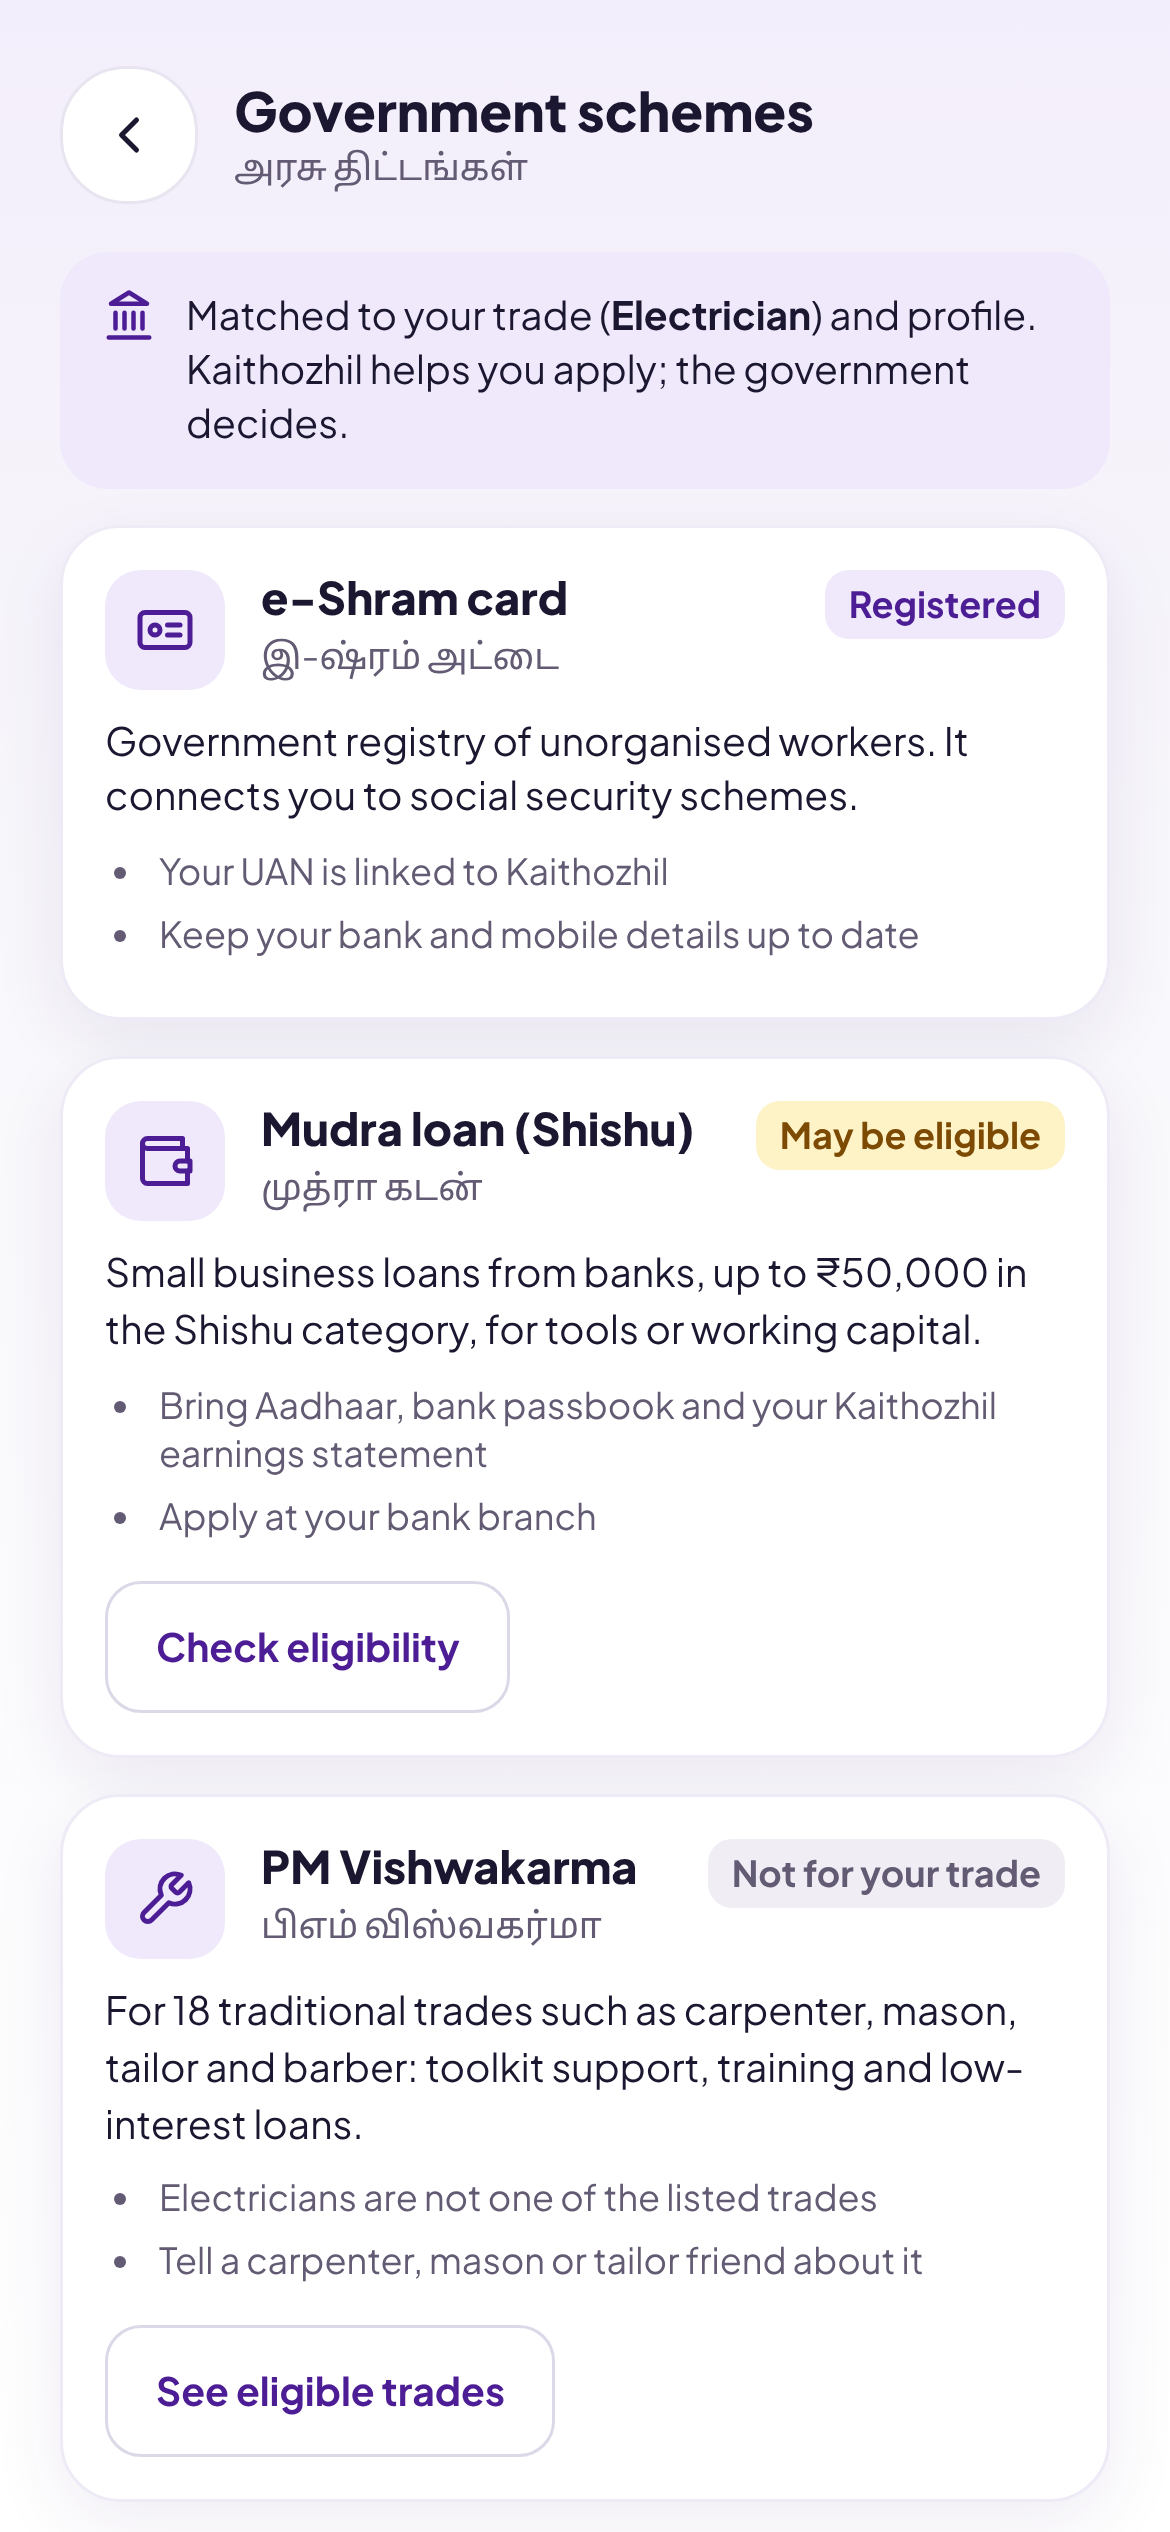 Government schemes
அரசு திட்டங்கள்
Matched to your trade (Electrician) and profile.
Kaithozhil helps you apply; the government
decides.
e-Shram card
Registered
இ-ஷ்ரம் அட்டை
Government registry of unorganised workers. It
connects you to social security schemes.
• Your UAN is linked to Kaithozhil
• Keep your bank and mobile details up to date
Mudra loan (Shishu)
May be eligible
முத்ரா கடன்
Small business loans from banks, up to ₹50,000 in
the Shishu category, for tools or working capital.
• Bring Aadhaar, bank passbook and your Kaithozhil
earnings statement
• Apply at your bank branch
Check eligibility
PM Vishwakarma
Not for your trade
பிஎம் விஸ்வகர்மா
For 18 traditional trades such as carpenter, mason,
tailor and barber: toolkit support, training and low-
interest loans.
• Electricians are not one of the listed trades
• Tell a carpenter, mason or tailor friend about it
See eligible trades